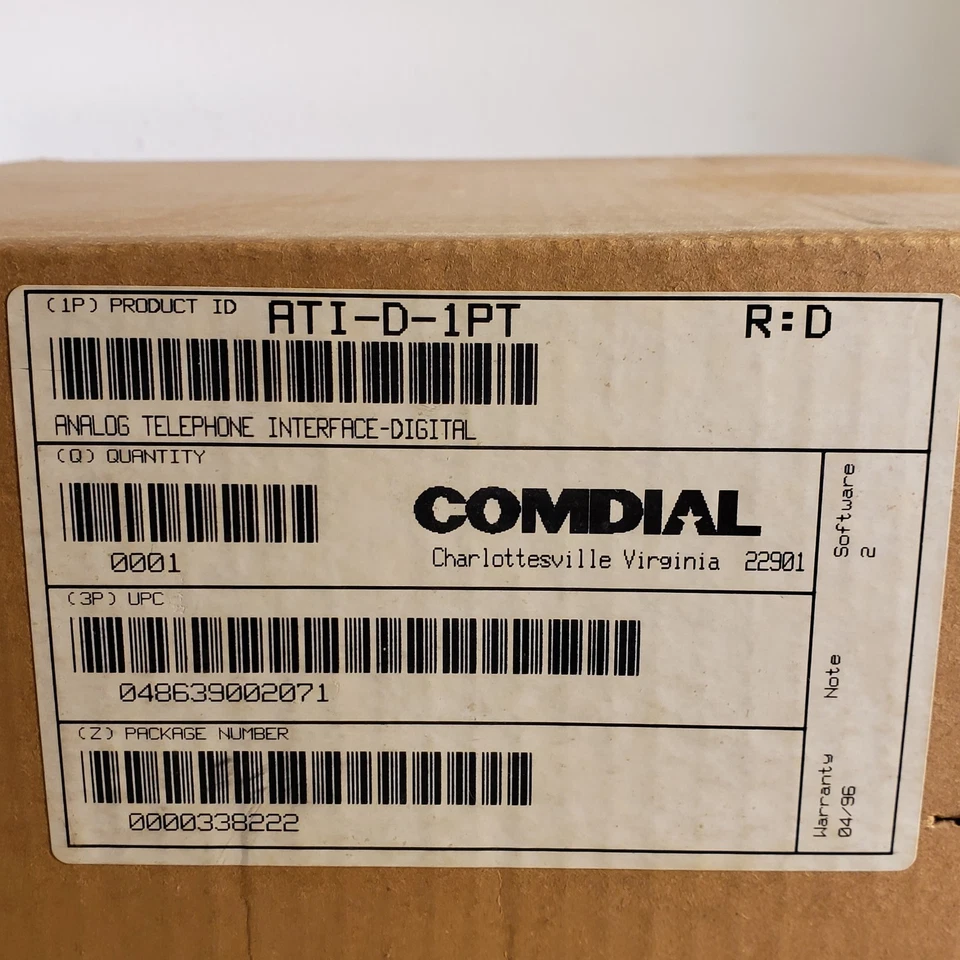 (1P) PRODUCT ID ATI-D-1PT R:D
ANALOG TELEPHONE INTERFACE-DIGITAL
(Q) QUANTITY
0001
COMDIAL
Charlottesville Virginia 22901
(3P) UPC
048639002071
(Z) PACKAGE NUMBER
0000338222
Software
2
Note
Warranty
04/96